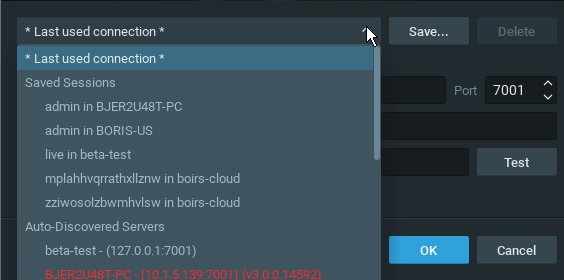 * Last used connection *
Save...
Delete
* Last used connection *
Saved Sessions
admin in BJER2U48T-PC
Port
7001
admin in BORIS-US
live in beta-test
Test
mplahhvqrrathxllznw in boirs-cloud
zziwosolzbwmhvlsw in boirs-cloud
Auto-Discovered Servers
beta-test - (127.0.0.1:7001)
OK
Cancel
BJER2U48T-PC - (10.1.5.139:7001) (v3.0.0.14592)